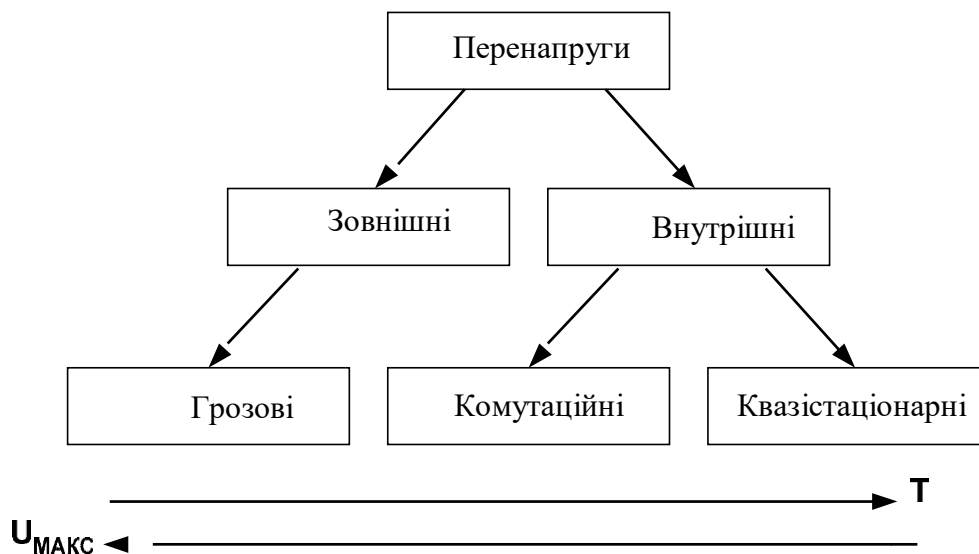 Перенапруги
Зовнішні
Внутрішні
Грозові
Комутаційні
Квазістаціонарні
T
UМАКС